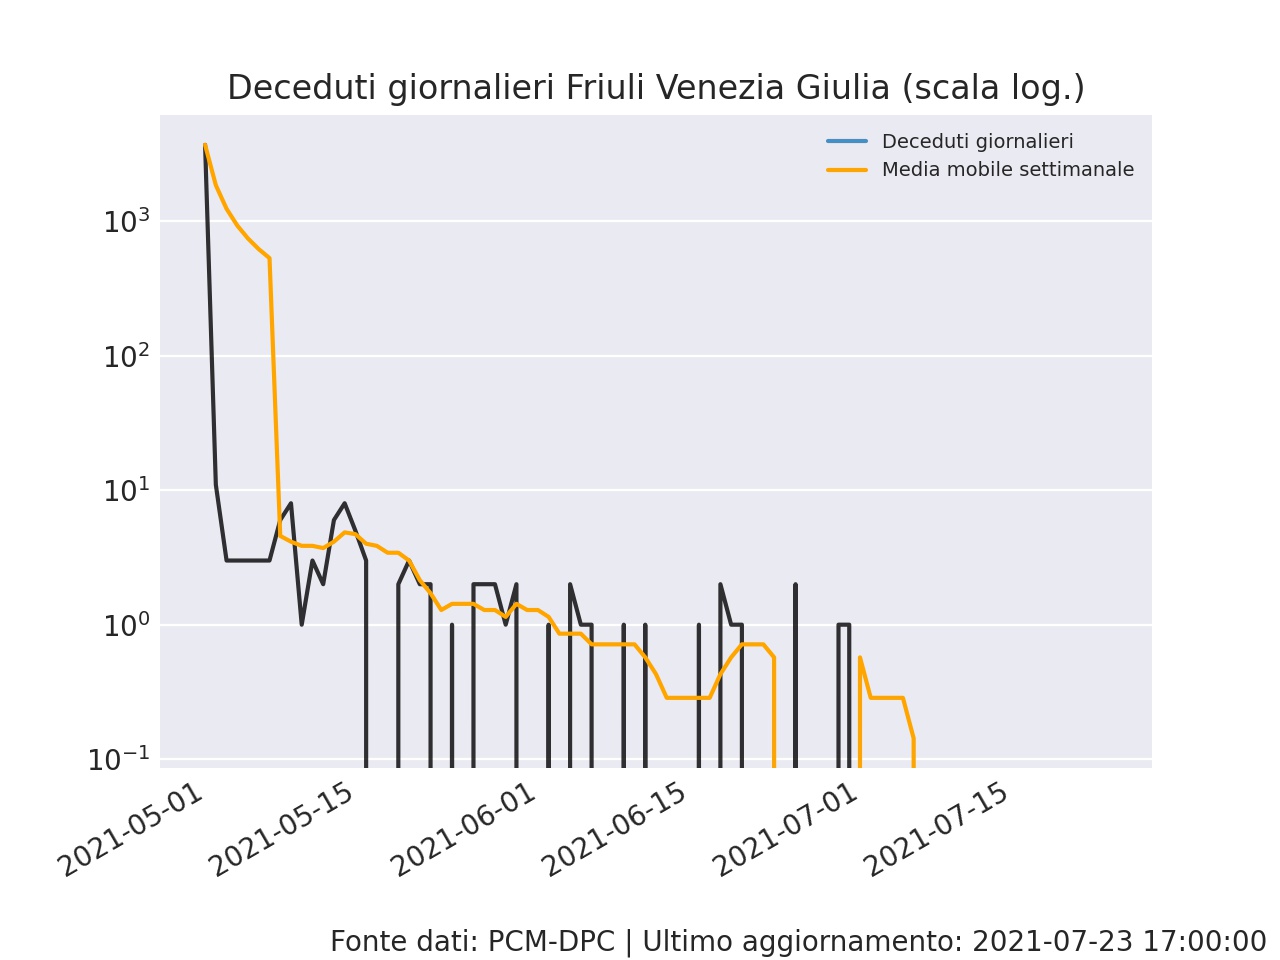 Deceduti giornalieri Friuli Venezia Giulia (scala log.)
Deceduti giornalieri
Media mobile settimanale
10³
10²
10¹
10⁰
10⁻¹
2021-05-01
2021-05-15
2021-06-01
2021-06-15
2021-07-01
2021-07-15
Fonte dati: PCM-DPC | Ultimo aggiornamento: 2021-07-23 17:00:00